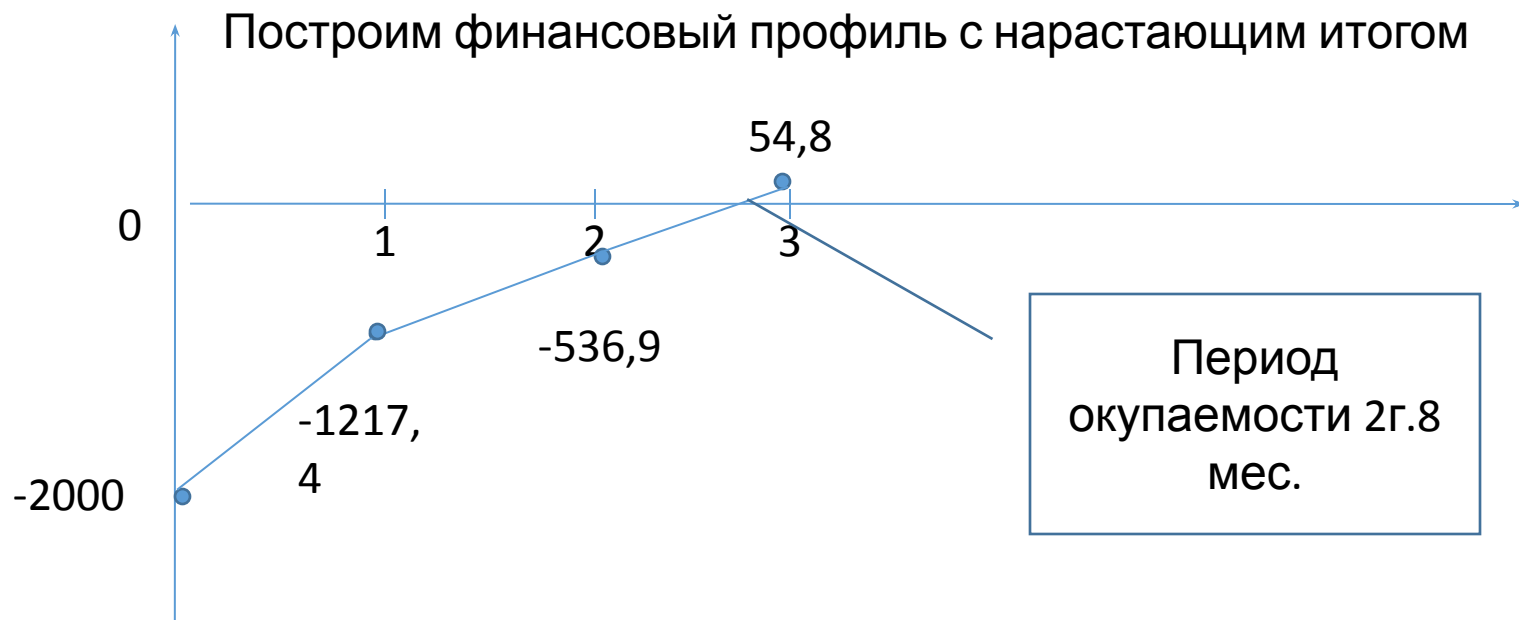 Построим финансовый профиль с нарастающим итогом
54,8
0
1
2
3
-536,9
-1217,
4
-2000
Период
окупаемости 2г.8
мес.